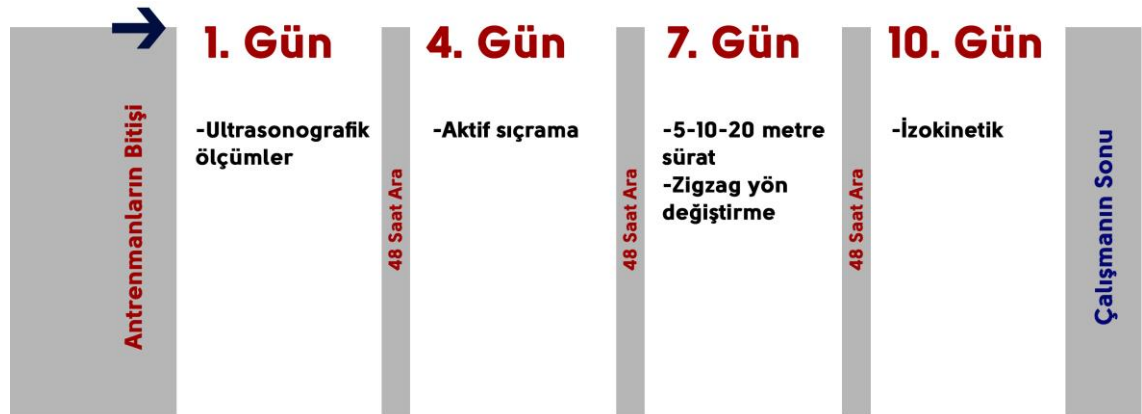 Antrenmanların Bitişi
1. Gün
-Ultrasonografik
ölçümler
48 Saat Ara
4. Gün
-Aktif sıçrama
48 Saat Ara
7. Gün
-5-10-20 metre
sürat
-Zigzag yön
değiştirme
48 Saat Ara
10. Gün
-İzokinetik
Çalışmanın Sonu